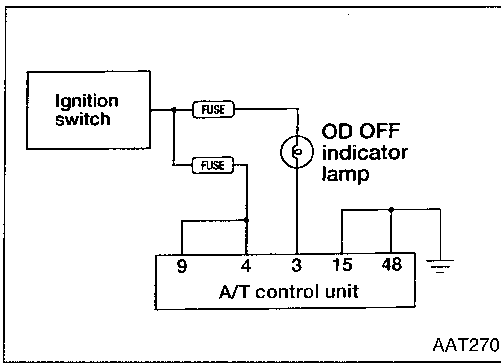 Ignition
switch
FUSE
FUSE
OD OFF
indicator
lamp
9 4 3 15 48
A/T control unit
AAT270